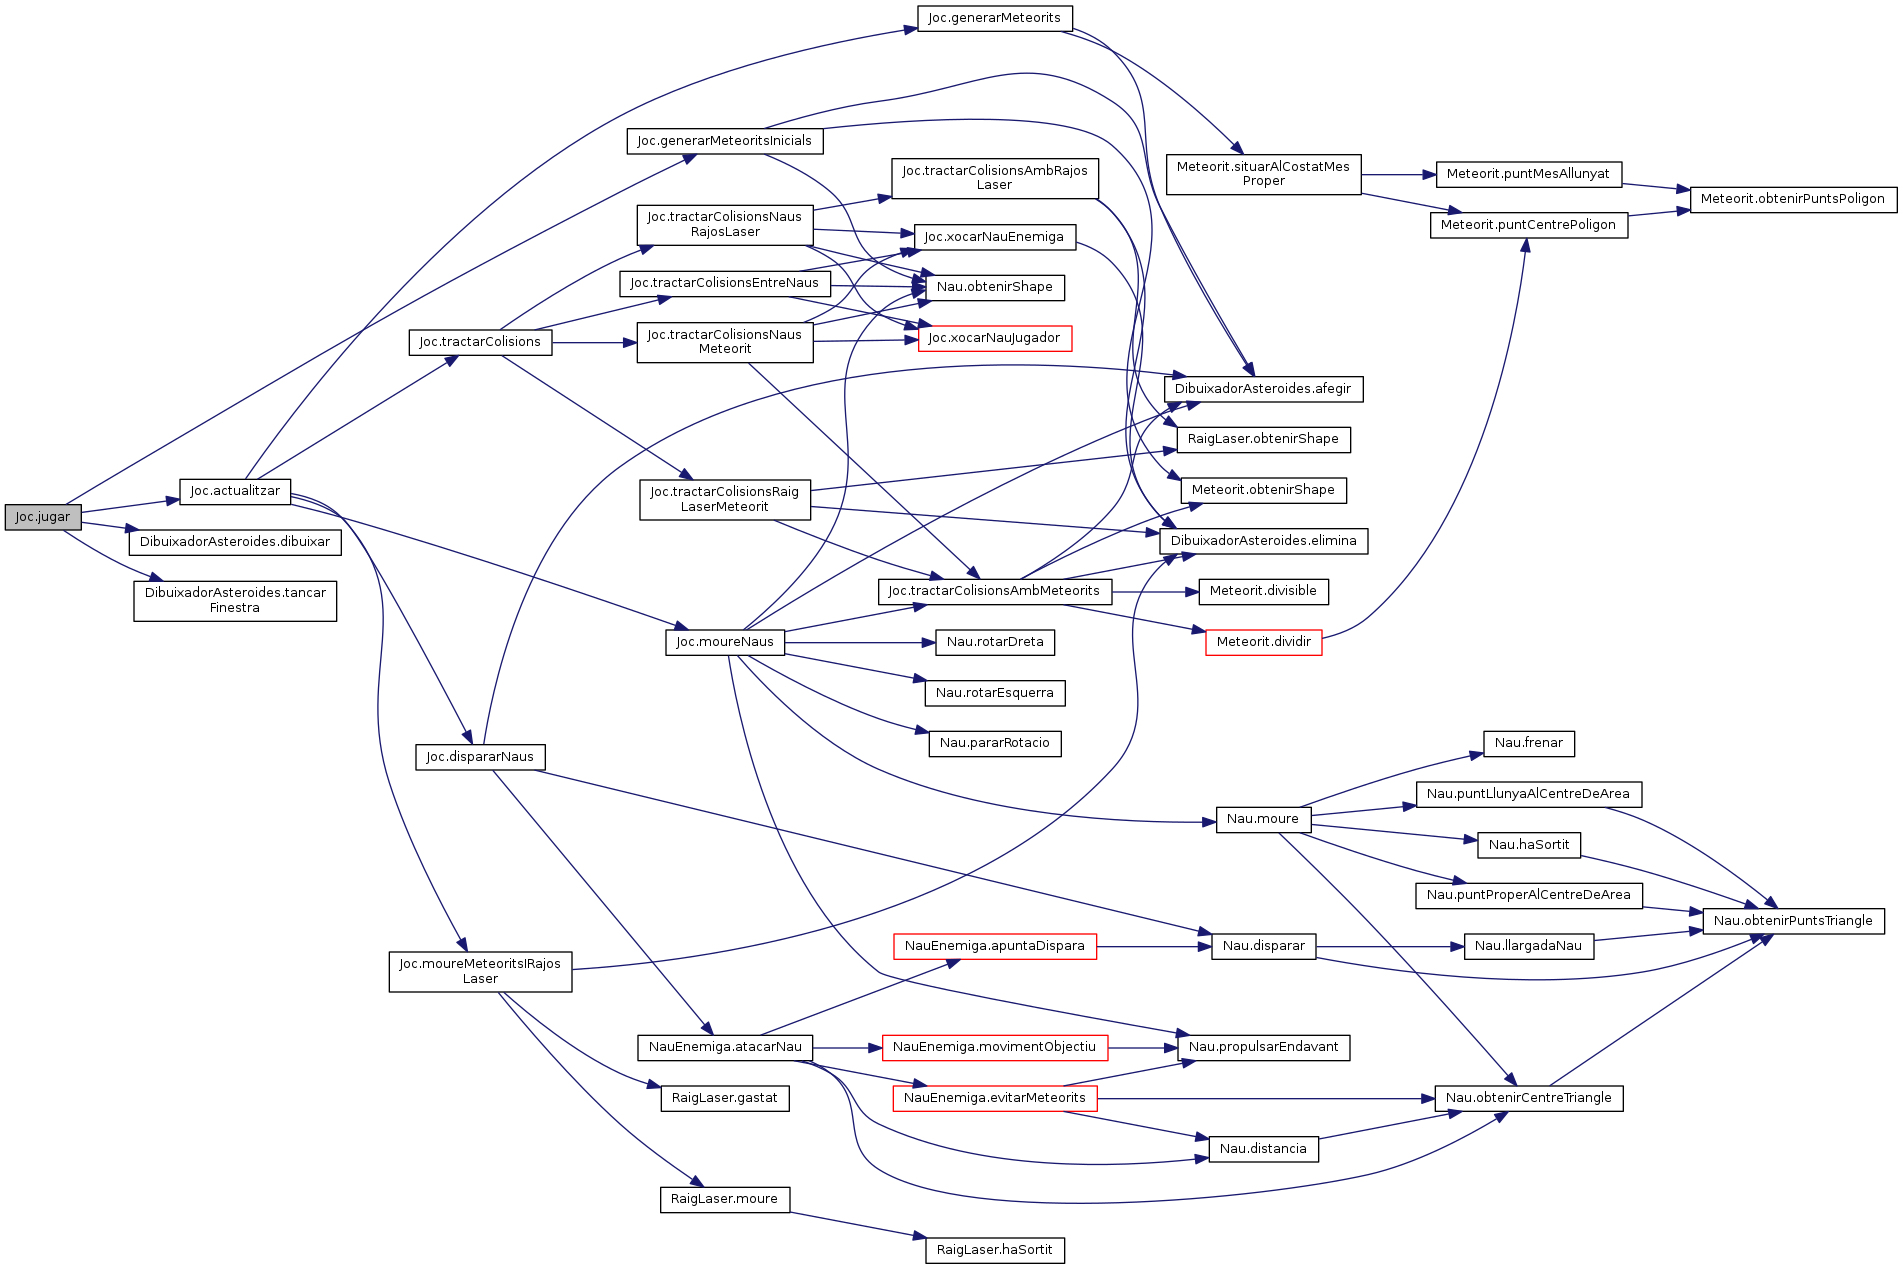 Joc.jugar
Joc.actualitzar
DibuixadorAsteroides.dibuixar
DibuixadorAsteroides.tancar
Finestra
Joc.tractarColisions
Joc.disparNaus
Joc.moureMeteoritsIRajos
Laser
Joc.generarMeteoritsInicials
Joc.tractarColisionsNaus
RajosLaser
Joc.tractarColisionsEntreNaus
Joc.tractarColisionsNaus
Meteorit
Joc.tractarColisionsRaig
LaserMeteorit
Joc.moureNaus
NauEnemiga.atacarNau
RaigLaser.gastat
RaigLaser.moure
Joc.generarMeteorits
Joc.tractarColisionsAmbRajos
Laser
Joc.xocarNauEnemiga
Nau.obtenirShape
Joc.xocarNauJugador
Joc.tractarColisionsAmbMeteorits
Nau.rotarDreta
Nau.rotarEsquerra
Nau.pararRotacio
NauEnemiga.apuntaDispara
NauEnemiga.movimentObjectiu
NauEnemiga.evitarMeteorits
RaigLaser.haSortit
Meteorit.situarAlCostatMes
Proper
DibuixadorAsteroides.afegir
RaigLaser.obtenirShape
Meteorit.obtenirShape
DibuixadorAsteroides.elimina
Meteorit.divisible
Meteorit.dividir
Nau.moure
Nau.disparar
Nau.propulsarEndavant
Nau.distancia
Meteorit.puntMesAllunyat
Meteorit.puntCentrePoligon
Nau.frenar
Nau.puntLlunyaAlCentreDeArea
Nau.haSortit
Nau.puntProperAlCentreDeArea
Nau.llargadaNau
Nau.obtenirCentreTriangle
Meteorit.obtenirPuntsPoligon
Nau.obtenirPuntsTriangle